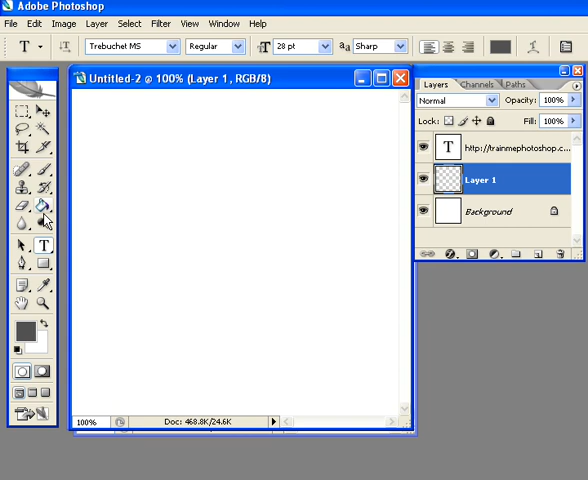 Adobe Photoshop
File Edit Image Layer Select Filter View Window Help
T Trebuchet MS Regular T 28 pt aa Sharp
Untitled-2 @ 100% (Layer 1, RGB/8)
Layers Channels Paths
Normal Opacity: 100%
Lock: Fill: 100%
T http://trainmephotoshop.c...
Layer 1
Background
T
100% Doc: 468.8K/24.6K